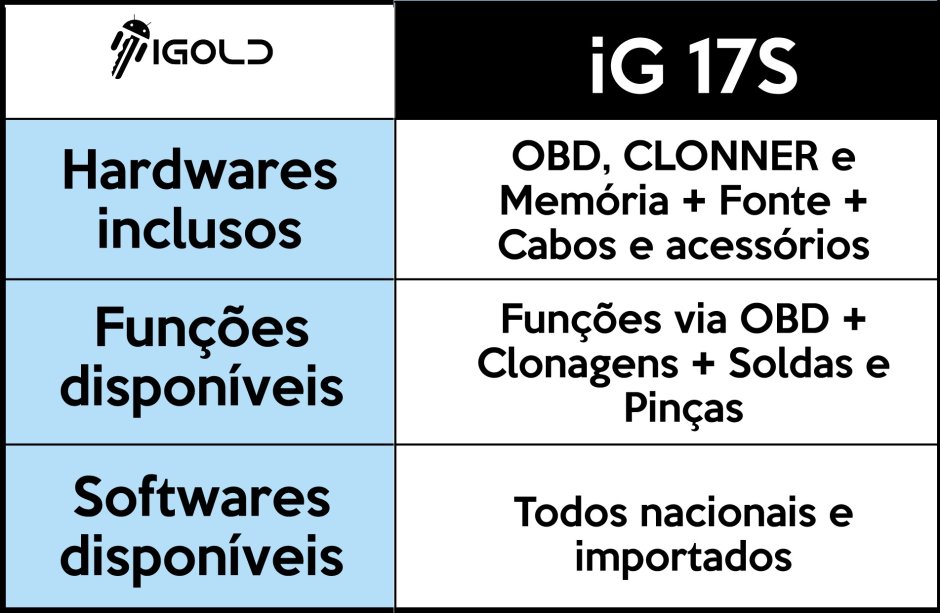 IGOLD
iG 17S
Hardwares
inclusos
OBD, CLONNER e
Memória + Fonte +
Cabos e acessórios
Funções
disponíveis
Funções via OBD +
Clonagens + Soldas e
Pinças
Softwares
disponíveis
Todos nacionais e
importados